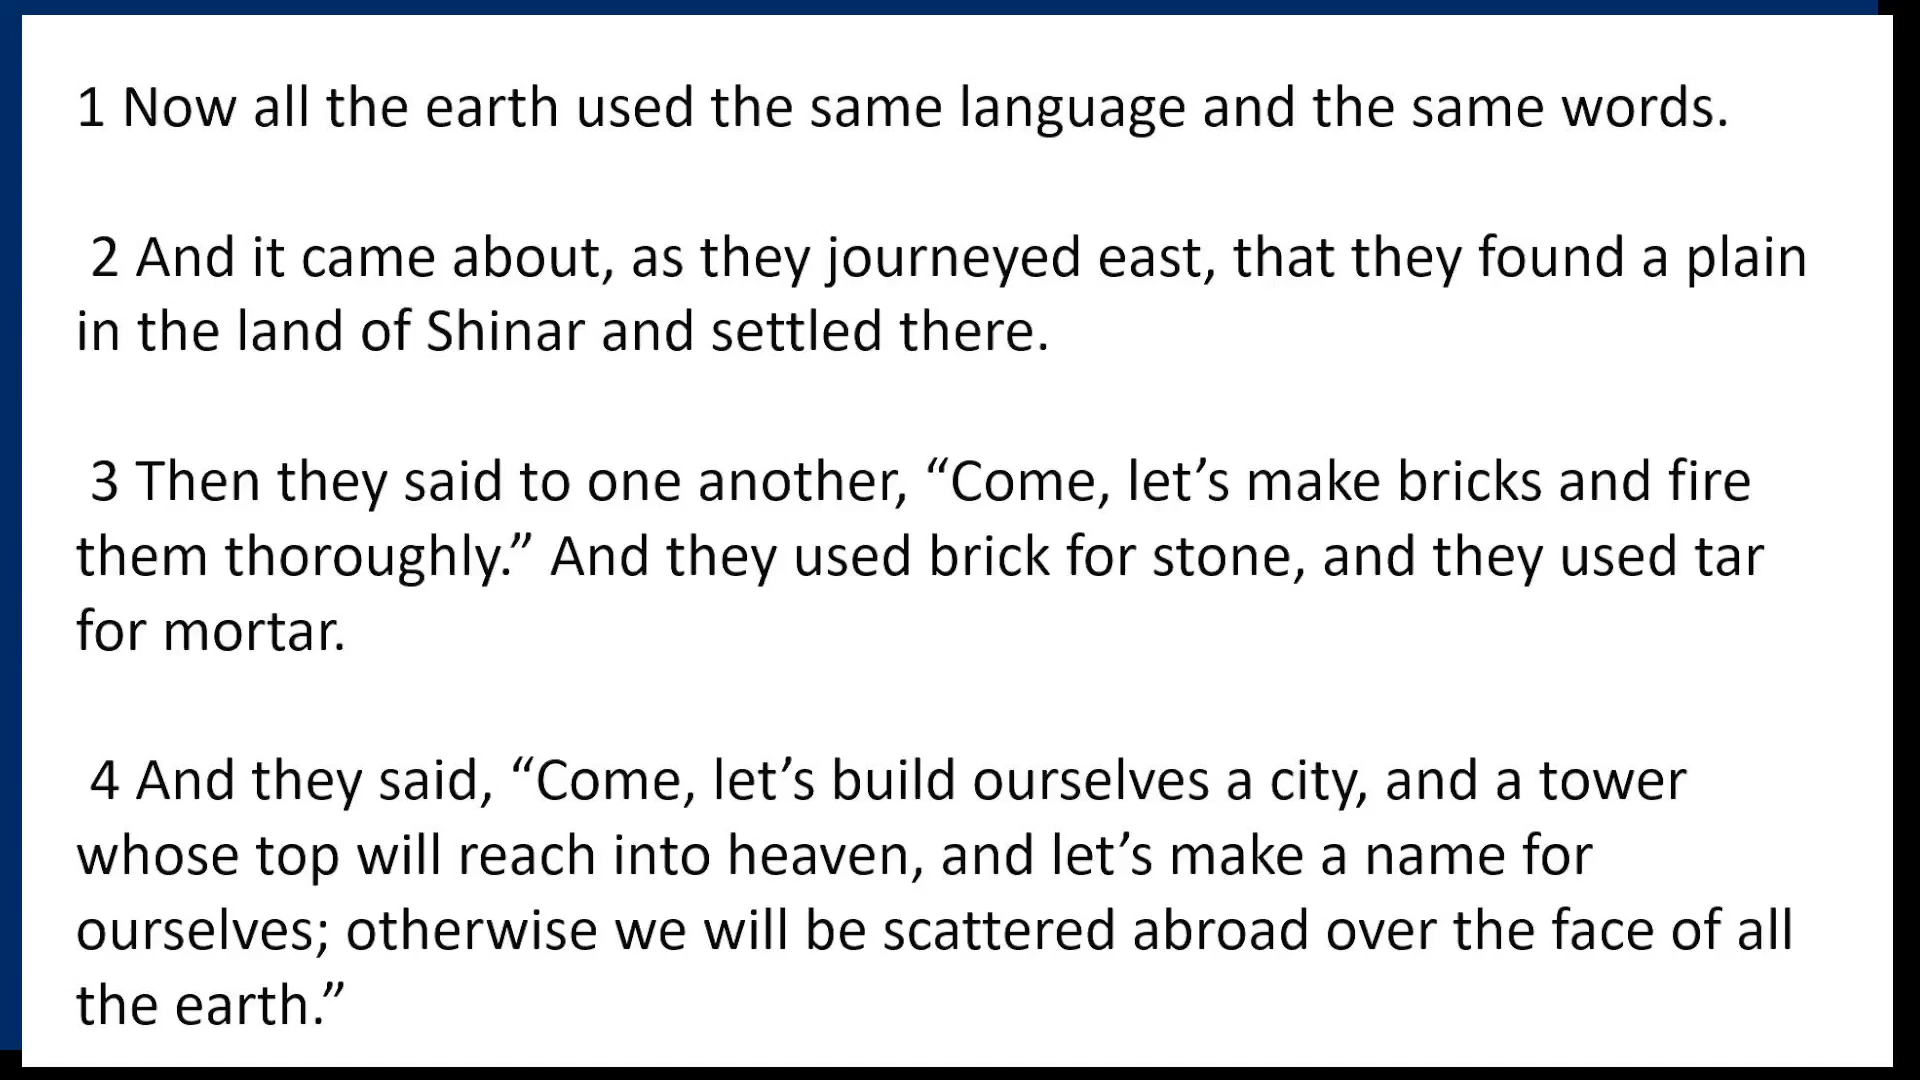 1 Now all the earth used the same language and the same words.
2 And it came about, as they journeyed east, that they found a plain
in the land of Shinar and settled there.
3 Then they said to one another, “Come, let’s make bricks and fire
them thoroughly.” And they used brick for stone, and they used tar
for mortar.
4 And they said, “Come, let’s build ourselves a city, and a tower
whose top will reach into heaven, and let’s make a name for
ourselves; otherwise we will be scattered abroad over the face of all
the earth.”